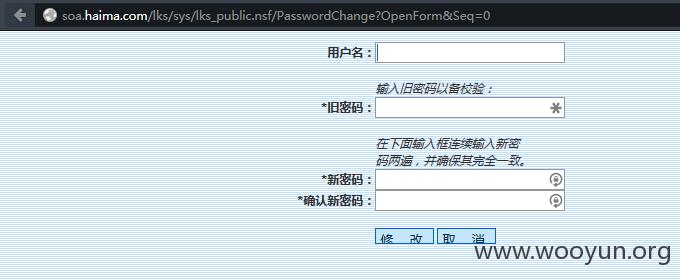 soa.haima.com/lks/sys/lks_public.nsf/PasswordChange?OpenForm&Seq=0
用户名：
输入旧密码以备校验：
*旧密码：
在下面输入框连续输入新密
码两遍，并确保其完全一致。
*新密码：
*确认新密码：
修 改 取 消
www.wooyun.org